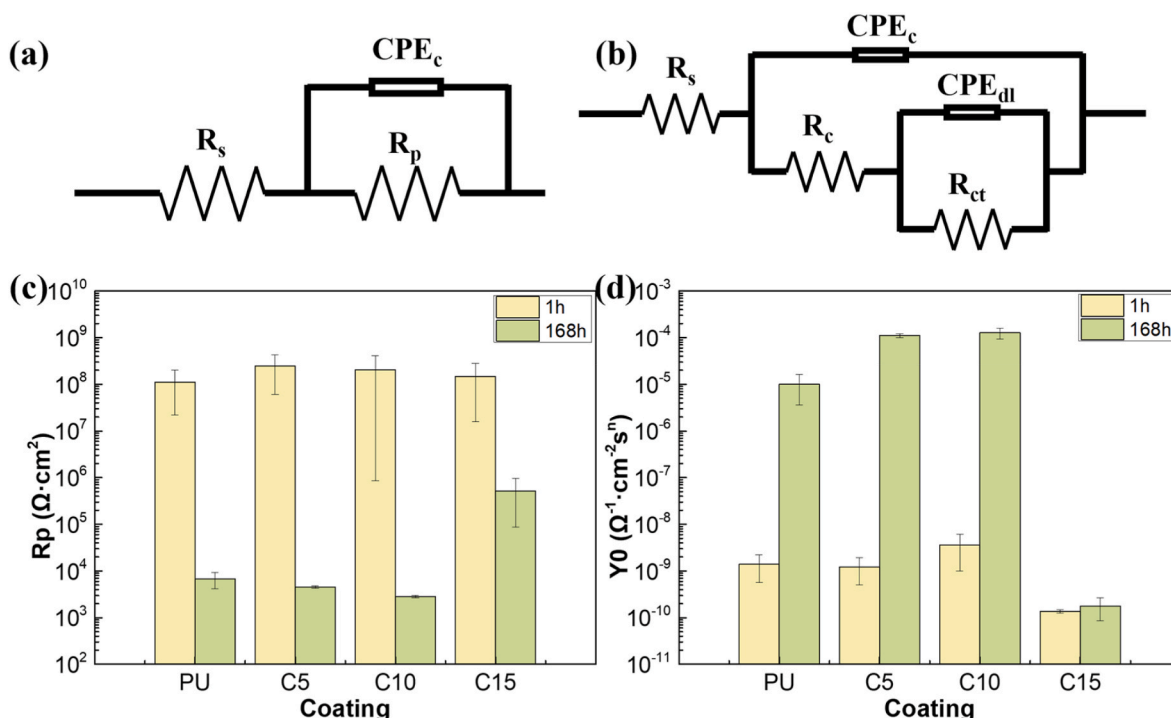 (a)
CPEc
Rs
Rp
(b)
CPEc
Rs
CPEdl
Rc
Rct
(c)
10^10
10^9
10^8
10^7
10^6
10^5
10^4
10^3
10^2
Rp (Ω·cm²)
1h
168h
PU C5 C10 C15
Coating
(d)
10^-3
10^-4
10^-5
10^-6
10^-7
10^-8
10^-9
10^-10
10^-11
Y0 (Ω⁻¹·cm⁻²sⁿ)
1h
168h
PU C5 C10 C15
Coating